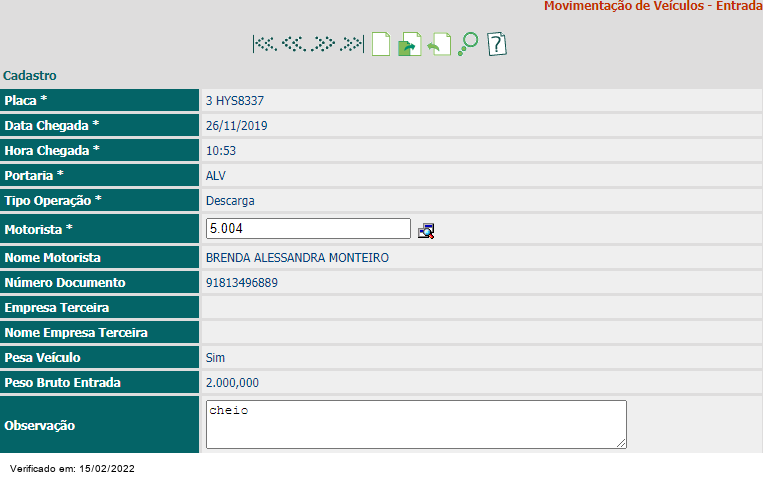 Movimentação de Veículos - Entrada
Cadastro
Placa * 3 HYS8337
Data Chegada * 26/11/2019
Hora Chegada * 10:53
Portaria * ALV
Tipo Operação * Descarga
Motorista * 5.004
Nome Motorista BRENDA ALESSANDRA MONTEIRO
Número Documento 91813496889
Empresa Terceira
Nome Empresa Terceira
Pesa Veículo Sim
Peso Bruto Entrada 2.000,000
Observação cheio
Verificado em: 15/02/2022